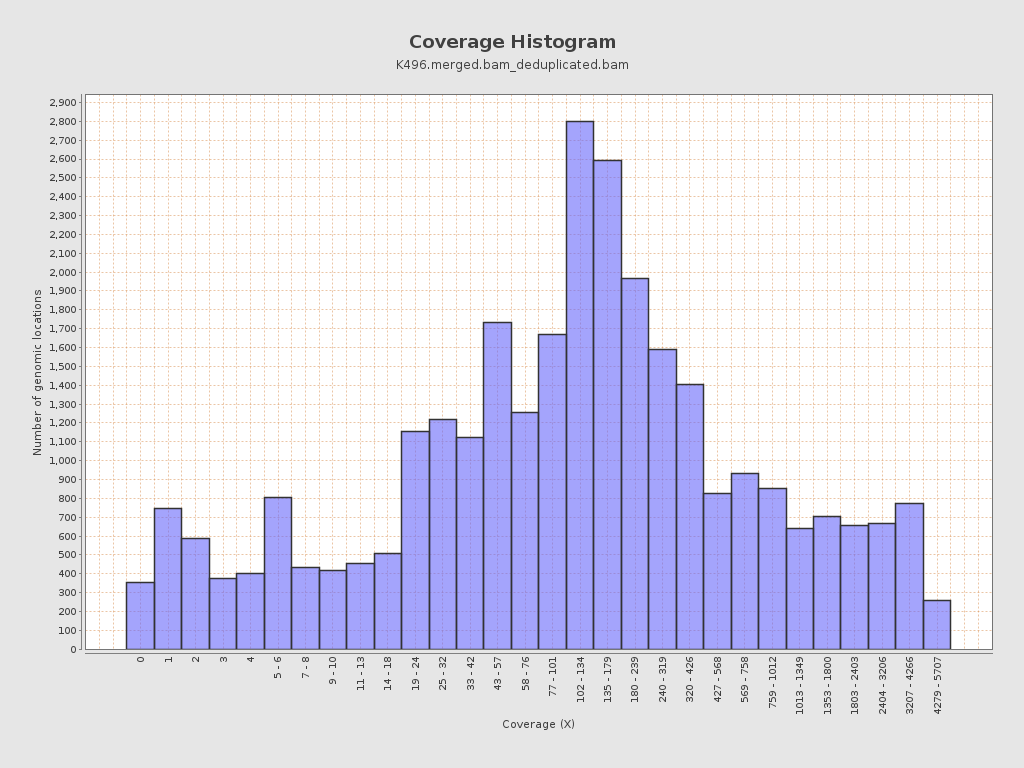 Coverage Histogram
K496.merged.bam_deduplicated.bam
Number of genomic locations
2,900
2,800
2,700
2,600
2,500
2,400
2,300
2,200
2,100
2,000
1,900
1,800
1,700
1,600
1,500
1,400
1,300
1,200
1,100
1,000
900
800
700
600
500
400
300
200
100
0
0
1
2
3
4
5 - 6
7 - 8
9 - 10
11 - 13
14 - 18
19 - 24
25 - 32
33 - 42
43 - 57
58 - 76
77 - 101
102 - 134
135 - 179
180 - 239
240 - 319
320 - 426
427 - 568
569 - 758
759 - 1012
1013 - 1349
1353 - 1800
1803 - 2403
2404 - 3206
3207 - 4266
4279 - 5707
Coverage (X)